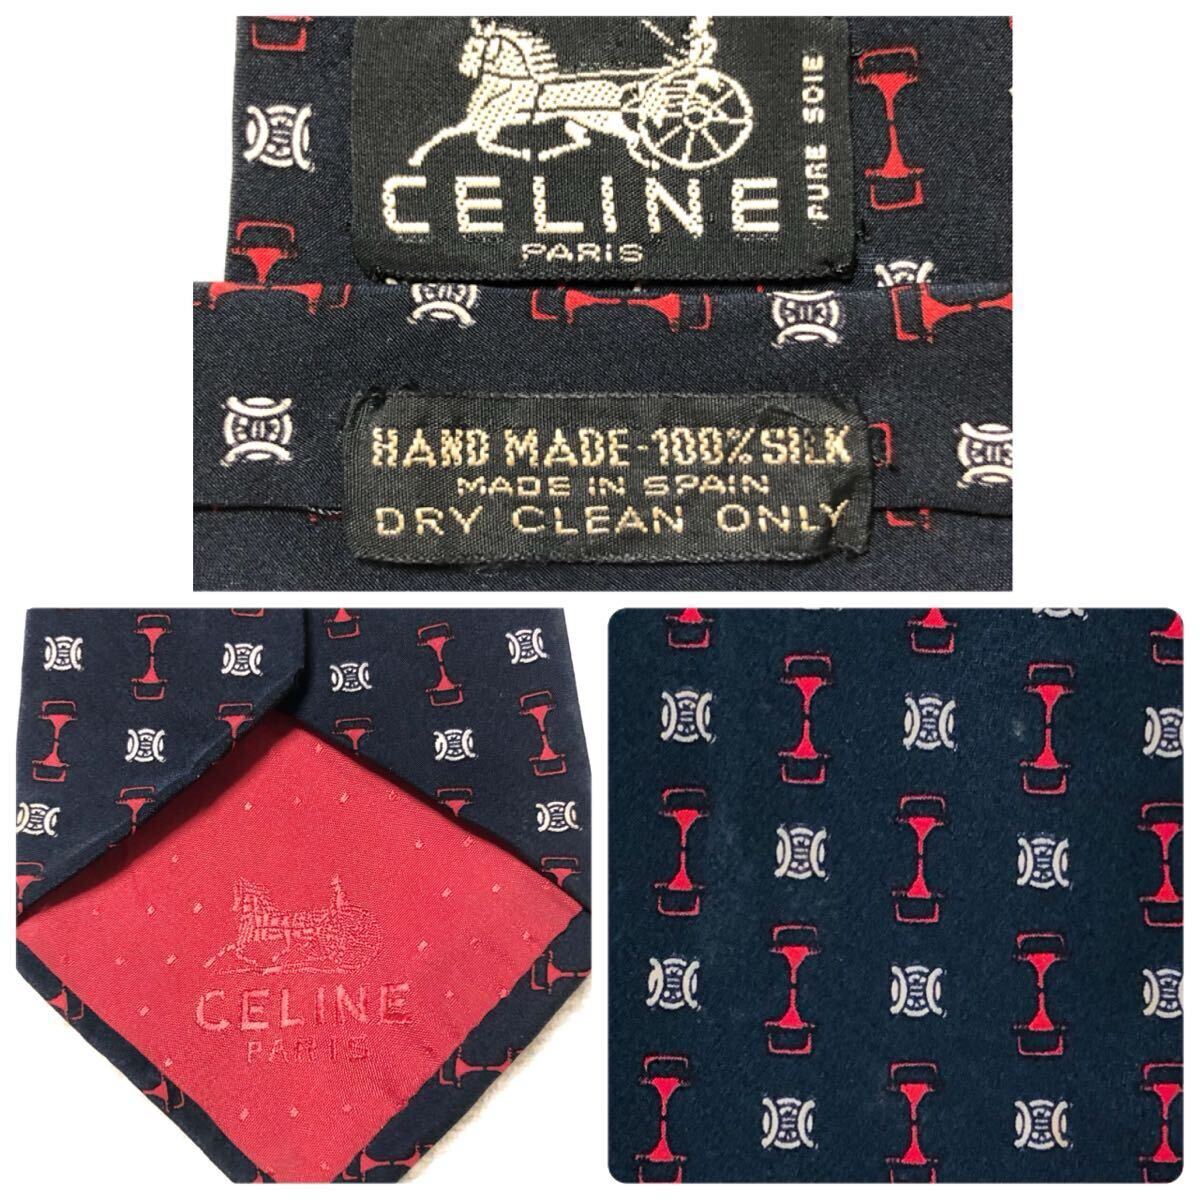 CELINE
PARIS
PURE SOIE
HAND MADE-100% SILK
MADE IN SPAIN
DRY CLEAN ONLY
CELINE
PARIS